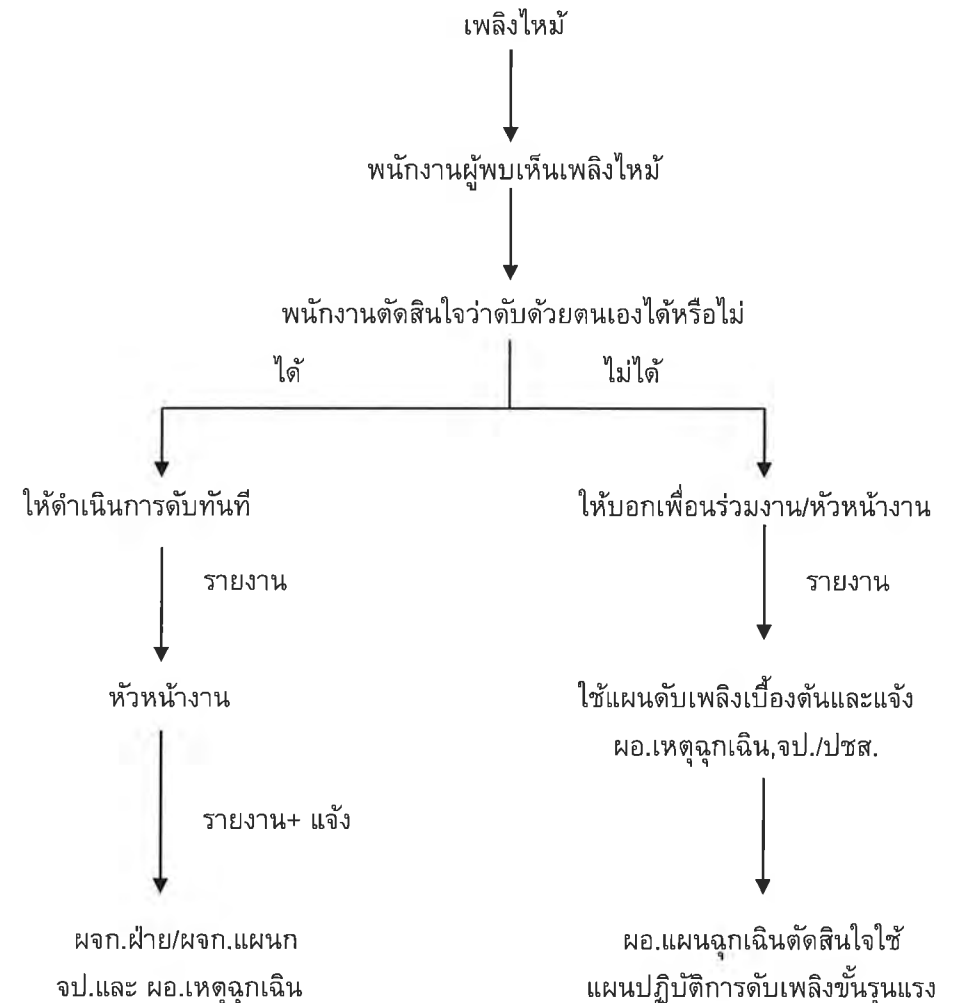 เพลิงไหม้
พนักงานผู้พบเห็นเพลิงไหม้
พนักงานตัดสินใจว่าดับด้วยตนเองได้หรือไม่
ได้
ไม่ได้
ให้ดำเนินการดับทันที
ให้บอกเพื่อนร่วมงาน/หัวหน้างาน
รายงาน
รายงาน
หัวหน้างาน
ใช้แผนดับเพลิงเบื้องต้นและแจ้ง
ผอ.เหตุฉุกเฉิน,จป./ปชส.
รายงาน+ แจ้ง
ผจก.ฝ่าย/ผจก.แผนก
จป.และ ผอ.เหตุฉุกเฉิน
ผอ.แผนฉุกเฉินตัดสินใจใช้
แผนปฏิบัติการดับเพลิงขั้นรุนแรง